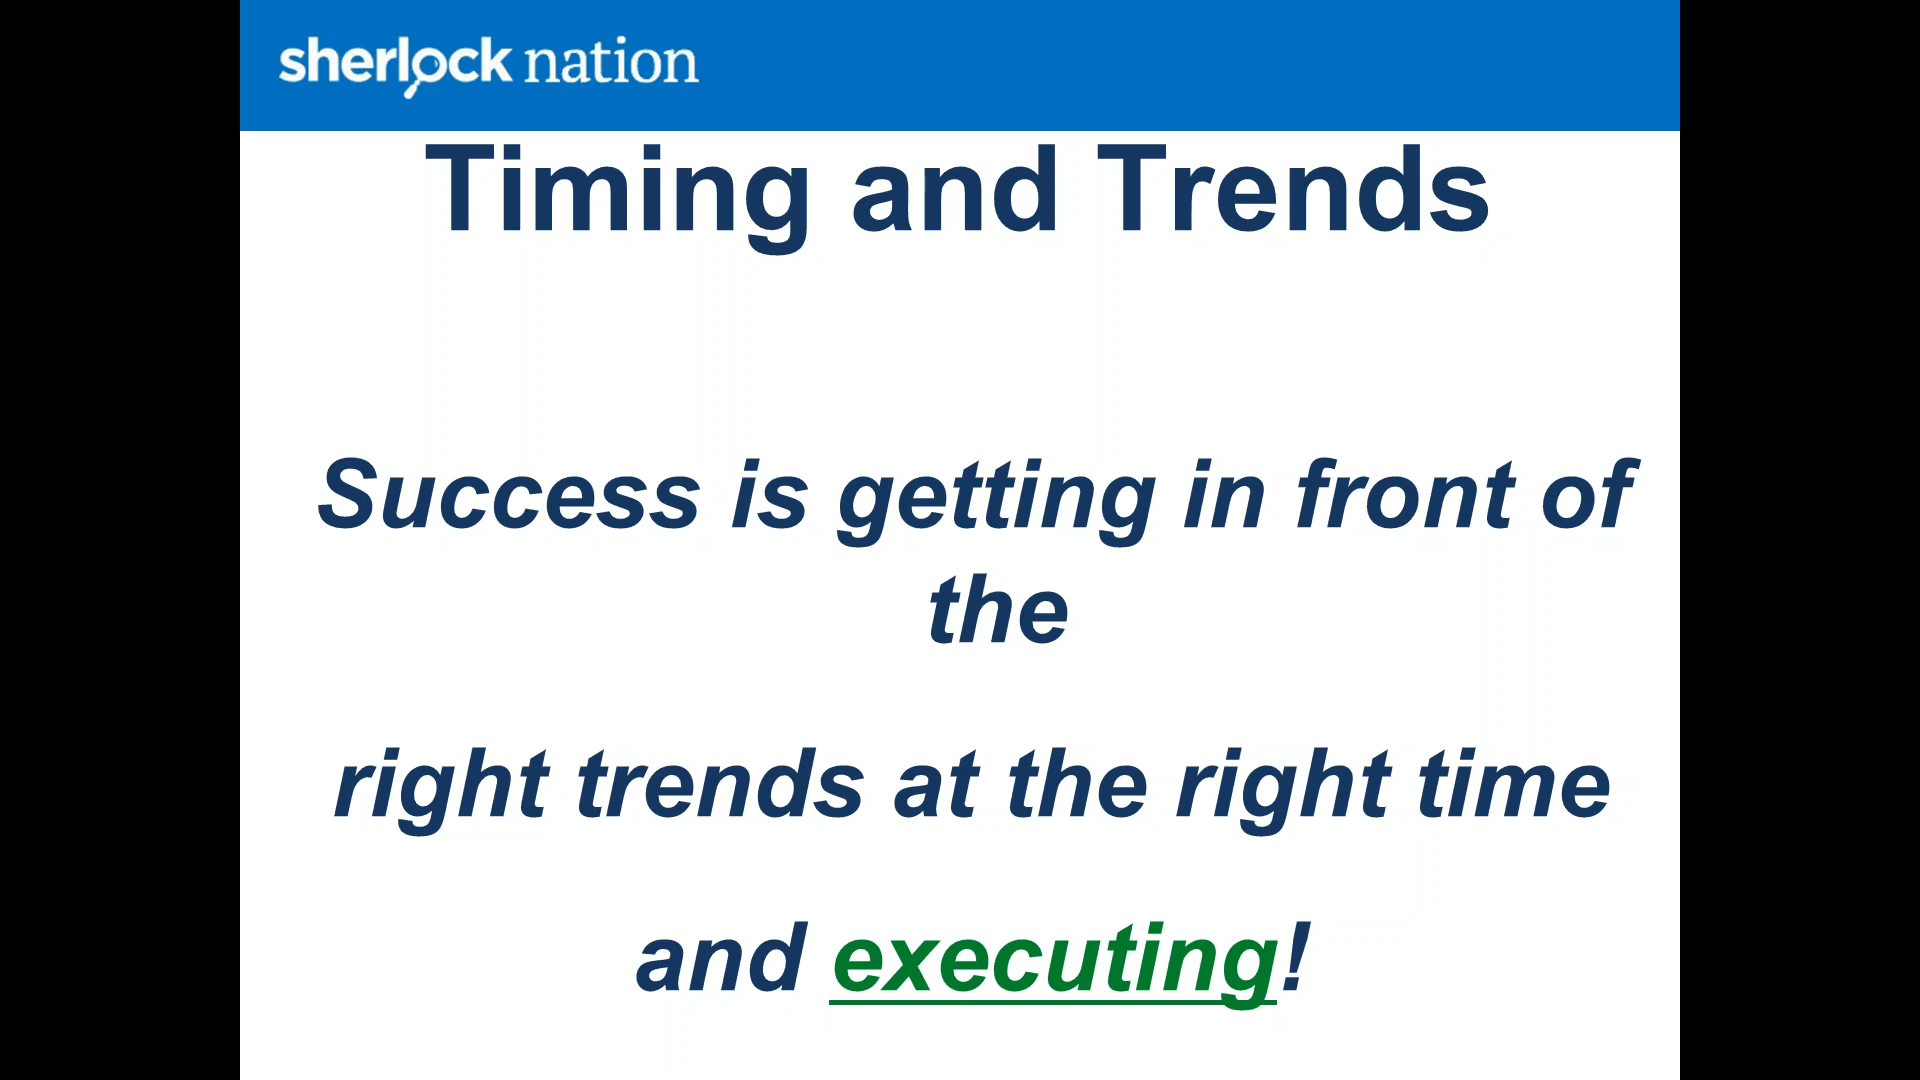 sherlock nation
Timing and Trends
Success is getting in front of
the
right trends at the right time
and executing!